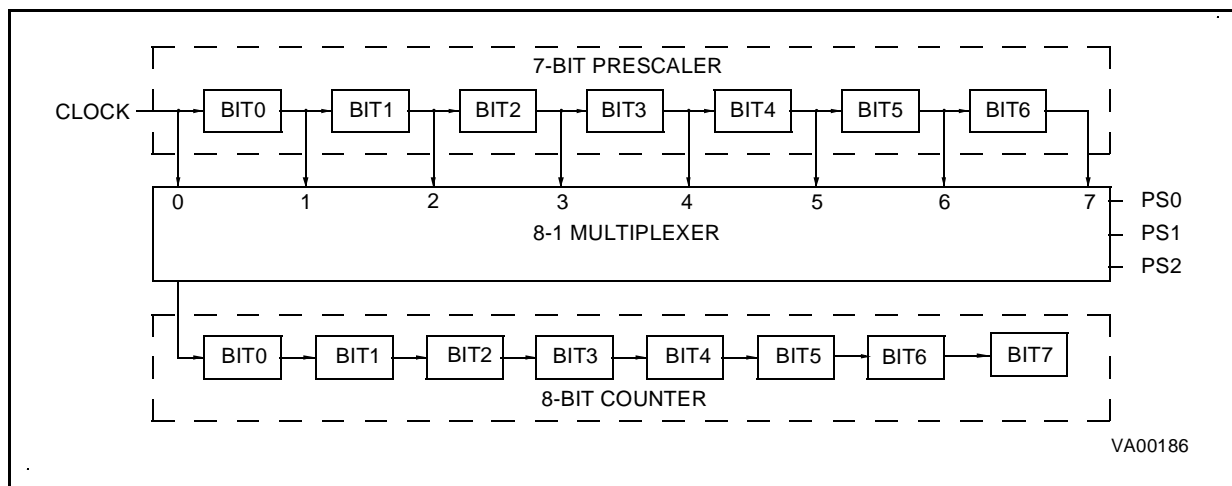 7-BIT PRESCALER
CLOCK BIT0 BIT1 BIT2 BIT3 BIT4 BIT5 BIT6
0 1 2 3 4 5 6 7 PS0
8-1 MULTIPLEXER PS1
PS2
BIT0 BIT1 BIT2 BIT3 BIT4 BIT5 BIT6 BIT7
8-BIT COUNTER
VA00186